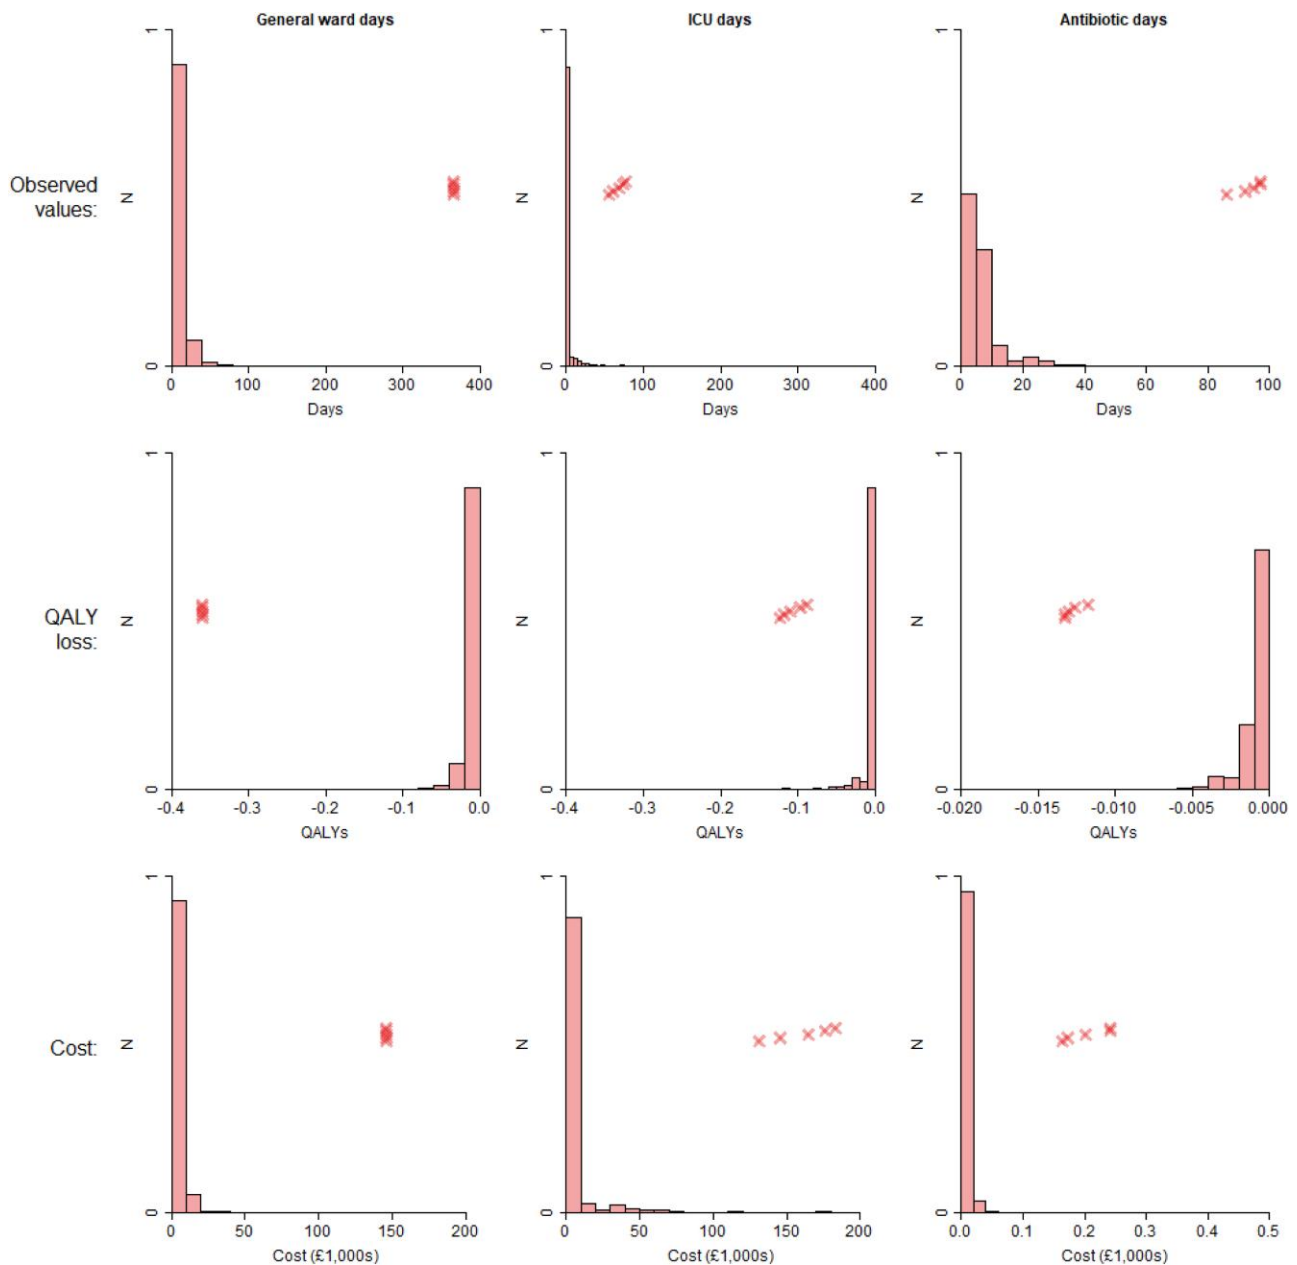 General ward days
ICU days
Antibiotic days
Observed
values:
N
1
0
0 100 200 300 400
Days
N
1
0
0 100 200 300 400
Days
N
1
0
0 20 40 60 80 100
Days
QALY
loss:
N
1
0
-0.4 -0.3 -0.2 -0.1 0.0
QALYs
N
1
0
-0.4 -0.3 -0.2 -0.1 0.0
QALYs
N
1
0
-0.020 -0.015 -0.010 -0.005 0.000
QALYs
Cost:
N
1
0
0 50 100 150 200
Cost (£1,000s)
N
1
0
0 50 100 150 200
Cost (£1,000s)
N
1
0
0.0 0.1 0.2 0.3 0.4 0.5
Cost (£1,000s)